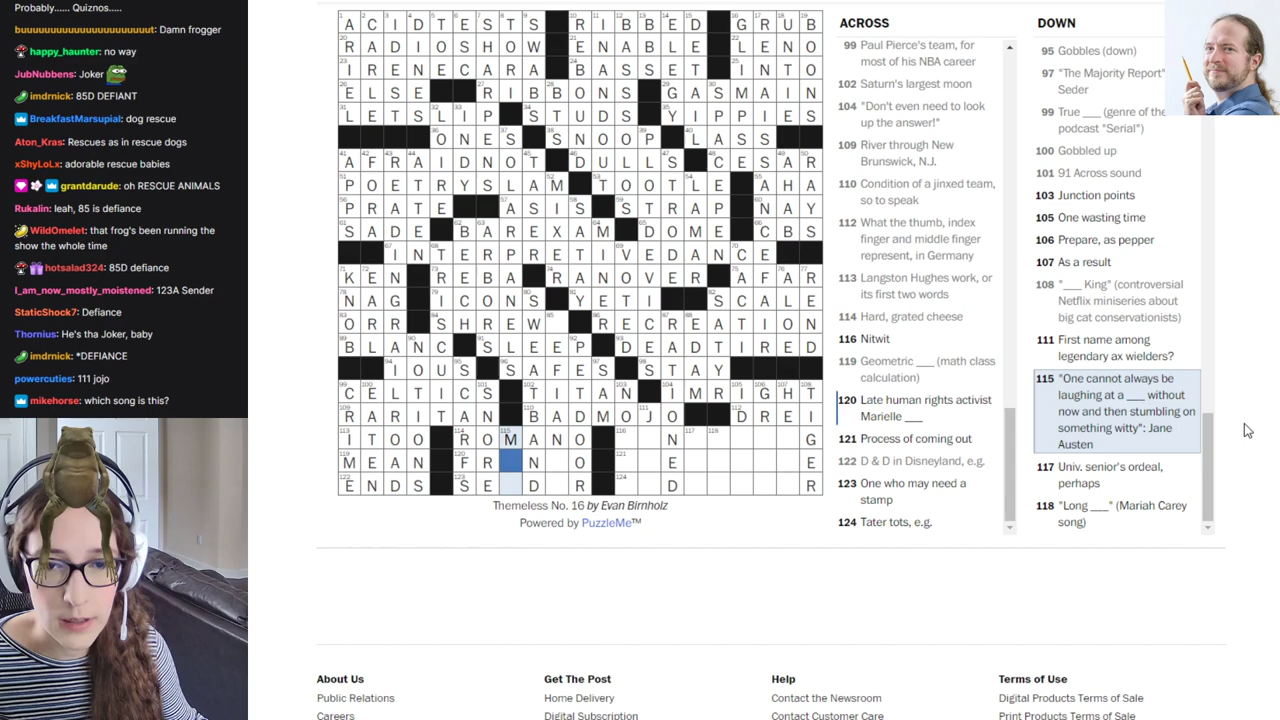 Probably...... Quiznos.....
buuuuuuuuuuuuuuuuuuuuut: Damn frogger
happy_haunter: no way
JubNubbens: Joker
imdrnick: 85D DEFIANT
BreakfastMarsupial: dog rescue
Aton_Kras: Rescues as in rescue dogs
xShyLoLx: adorable rescue babies
grantdarude: oh RESCUE ANIMALS
Rukalin: leah, 85 is defiance
WildOmelet: that frog's been running the
show the whole time
hotsalad324: 85D defiance
I_am_now_mostly_moistened: 123A Sender
StaticShock7: Defiance
Thornius: He's tha Joker, baby
imdrnick: *DEFIANCE
powercuties: 111 jojo
mikehorse: which song is this?
A C I D T E S T S R I B B E D G R U B
R A D I O S H O W E N A B L E L E N O
I R E N E C A R A B A S S E T I N T O
E L S E R I B B O N S G A S M A I N
L E T S L I P S T U D S Y I P P I E S
O N E S S N O O P L A S S
A F R A I D N O T D U L L S C E S A R
P O E T R Y S L A M T O O T L E A H A
P R A T E A S I S S T R A P N A Y
S A D E B A R E X A M D O M E C B S
I N T E R P R E T I V E D A N C E
K E N R E B A R A N O V E R A F A R
N A G I C O N S Y E T I S C A L E
O R R S H R E W R E C R E A T I O N
B L A N C S L E E P D E A D T I R E D
I O U S S A F E S S T A Y
C E L T I C S T I T A N I M R I G H T
R A R I T A N B A D M O J O D R E I
I T O O R O M A N O N G
M E A N F R N O E E
E N D S S E D R D R
Themeless No. 16 by Evan Birnholz
Powered by PuzzleMe™
ACROSS
99 Paul Pierce's team, for
most of his NBA career
102 Saturn's largest moon
104 "Don't even need to look
up the answer!"
109 River through New
Brunswick, N.J.
110 Condition of a jinxed team,
so to speak
112 What the thumb, index
finger and middle finger
represent, in Germany
113 Langston Hughes work, or
its first two words
114 Hard, grated cheese
116 Nitwit
119 Geometric ___ (math class
calculation)
120 Late human rights activist
Marielle ___
121 Process of coming out
122 D & D in Disneyland, e.g.
123 One who may need a
stamp
124 Tater tots, e.g.
DOWN
95 Gobbles (down)
97 "The Majority Report"
Seder
99 True ___ (genre of the
podcast "Serial")
100 Gobbled up
101 91 Across sound
103 Junction points
105 One wasting time
106 Prepare, as pepper
107 As a result
108 "___ King" (controversial
Netflix miniseries about
big cat conservationists)
111 First name among
legendary ax wielders?
115 "One cannot always be
laughing at a ___ without
now and then stumbling on
something witty": Jane
Austen
117 Univ. senior's ordeal,
perhaps
118 "Long ___" (Mariah Carey
song)
About Us
Public Relations
Careers
Get The Post
Home Delivery
Digital Subscription
Help
Contact the Newsroom
Contact Customer Care
Terms of Use
Digital Products Terms of Sale
Print Products Terms of Sale